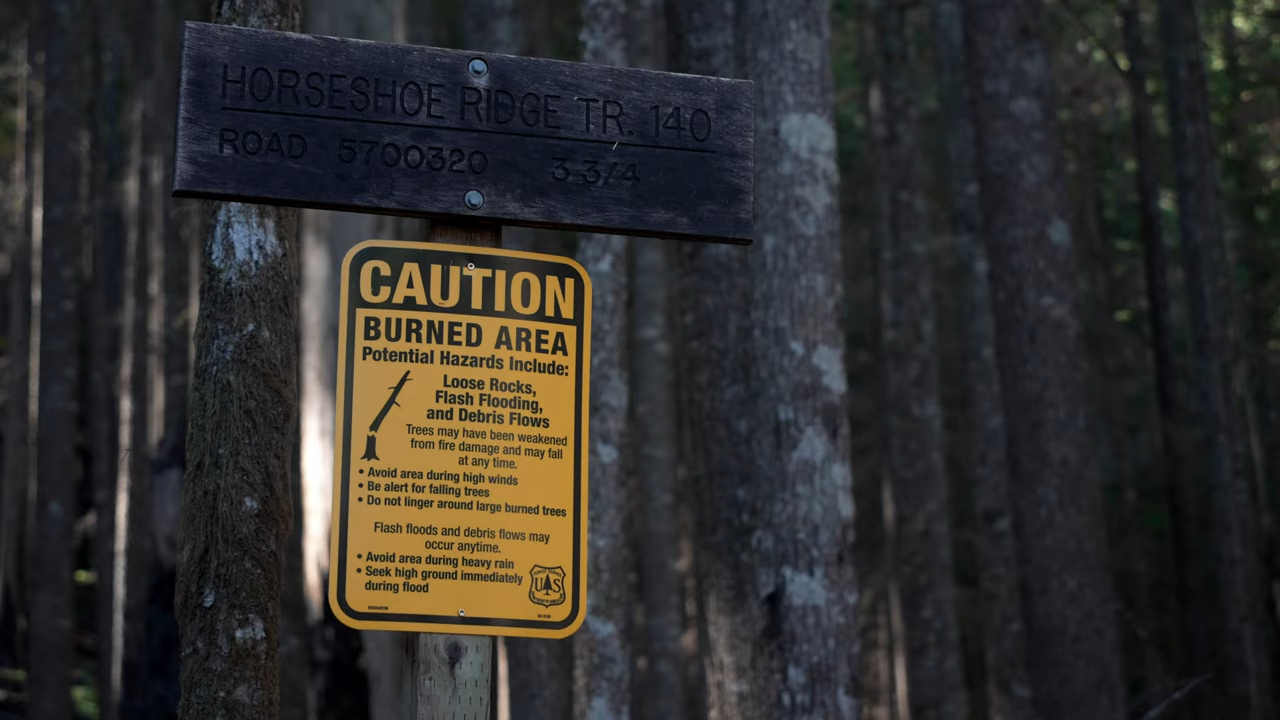 HORSESHOE RIDGE TR. 140
ROAD 5700320 3 3/4
CAUTION
BURNED AREA
Potential Hazards Include:
Loose Rocks,
Flash Flooding,
and Debris Flows
Trees may have been weakened
from fire damage and may fall
at any time.
• Avoid area during high winds
• Be alert for falling trees
• Do not linger around large burned trees
Flash floods and debris flows may
occur anytime.
• Avoid area during heavy rain
• Seek high ground immediately
during flood
U S